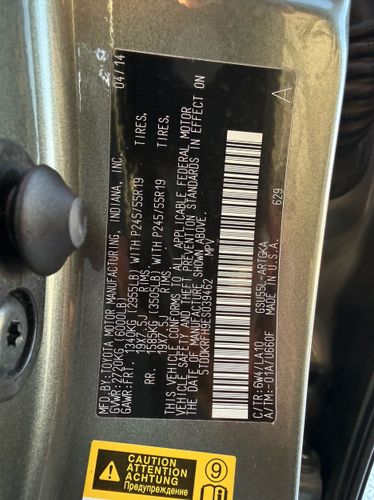 MFD.BY:TOYOTA MOTOR MANUFACTURING, INDIANA, INC. 04/14
GVWR:2720KG(6000LB)
GAWR:FRT. 1340KG (2955LB)WITH P245/55R19 TIRES,
19X7.5J RIMS
RR. 1585KG (3505LB)WITH P245/55R19 TIRES,
19X7.5J RIMS
THIS VEHICLE CONFORMS TO ALL APPLICABLE FEDERAL MOTOR
VEHICLE SAFETY AND THEFT PREVENTION STANDARDS IN EFFECT ON
THE DATE OF MANUFACTURE SHOWN ABOVE.
5TDDKRFH9ES039462 MPV
A
C/TR:6W4/LA10 GSU55L-ARTGKA 629
A/TM:-01A/U660F MADE IN U.S.A.
CAUTION
ATTENTION
Предупреждение
9